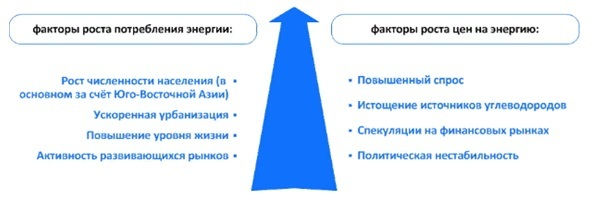 факторы роста потребления энергии:
Рост численности населения (в
основном за счёт Юго-Восточной Азии)
Ускоренная урбанизация
Повышение уровня жизни
Активность развивающихся рынков
факторы роста цен на энергию:
Повышенный спрос
Истощение источников углеводородов
Спекуляции на финансовых рынках
Политическая нестабильность